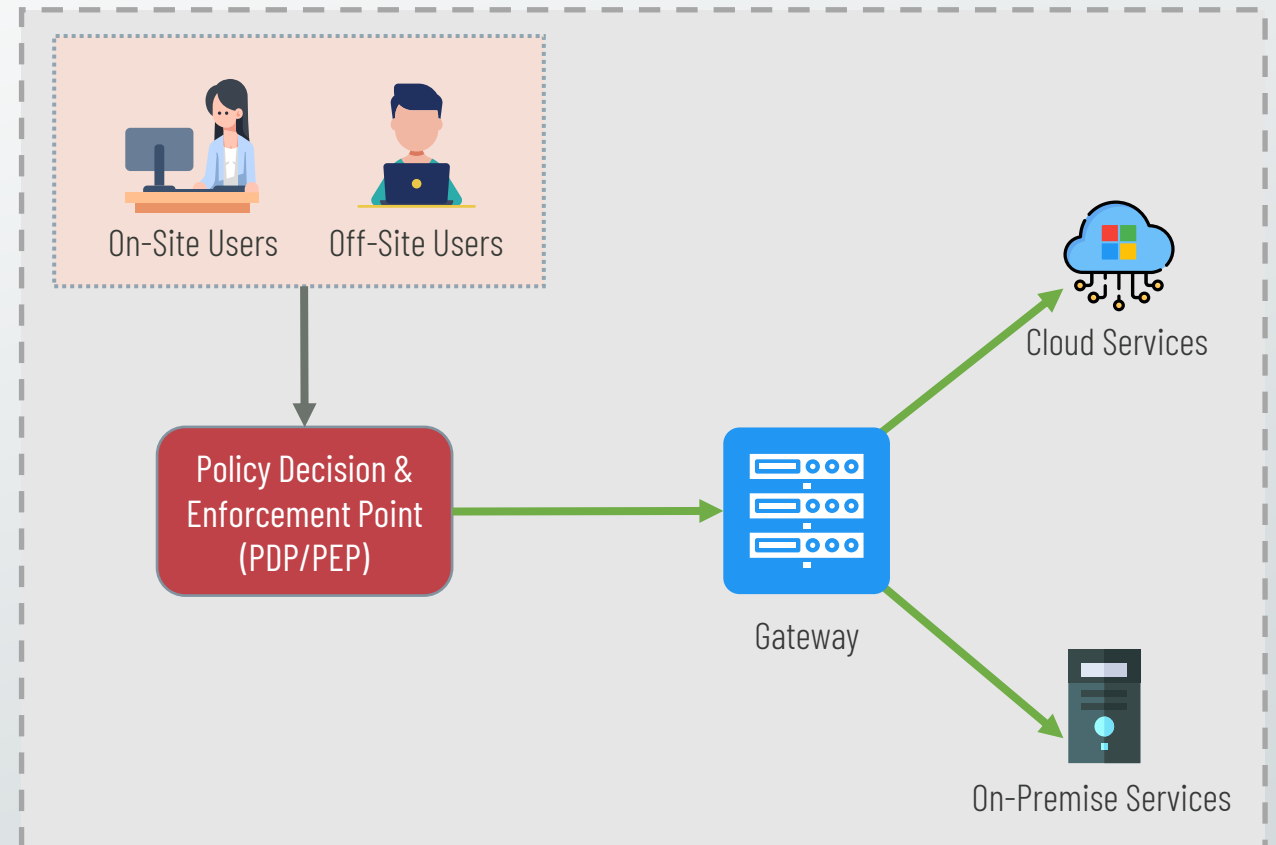 On-Site Users
Off-Site Users
Policy Decision &
Enforcement Point
(PDP/PEP)
Gateway
Cloud Services
On-Premise Services